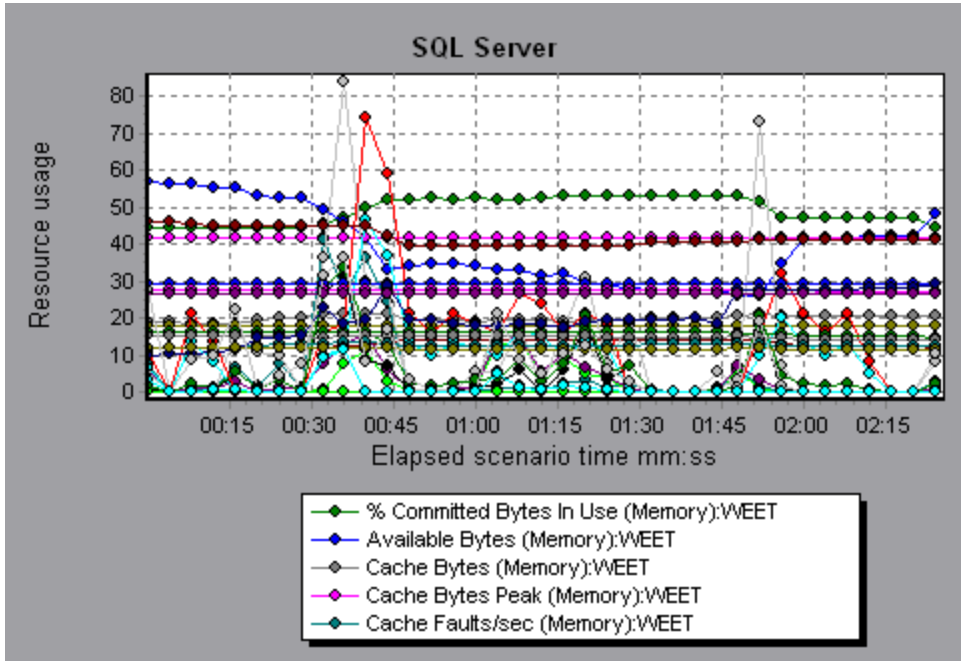 SQL Server
Resource usage
80
70
60
50
40
30
20
10
0
00:15 00:30 00:45 01:00 01:15 01:30 01:45 02:00 02:15
Elapsed scenario time mm:ss
% Committed Bytes In Use (Memory):WEET
Available Bytes (Memory):WEET
Cache Bytes (Memory):WEET
Cache Bytes Peak (Memory):WEET
Cache Faults/sec (Memory):WEET